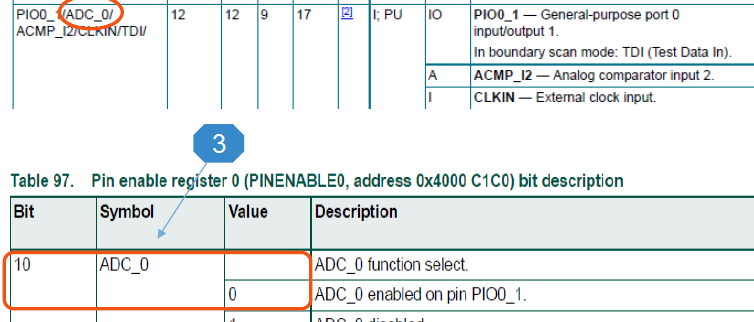 PIO0_1/ADC_0/ 12 12 9 17 [2] I; PU IO PIO0_1 — General-purpose port 0
ACMP_I2/CLKIN/TDI/ input/output 1.
In boundary scan mode: TDI (Test Data In).
A ACMP_I2 — Analog comparator input 2.
I CLKIN — External clock input.
3
Table 97. Pin enable register 0 (PINENABLE0, address 0x4000 C1C0) bit description
Bit Symbol Value Description
10 ADC_0 ADC_0 function select.
0 ADC_0 enabled on pin PIO0_1.
1 ADC_0 disabled.